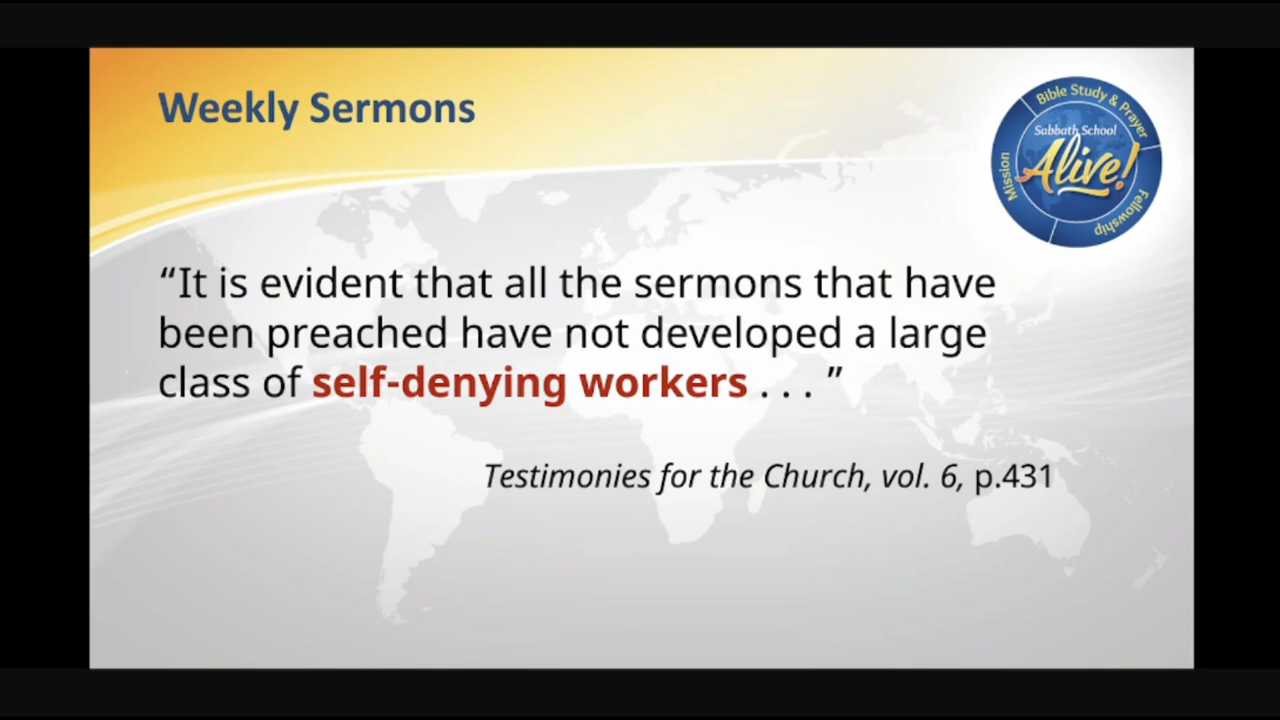 Weekly Sermons
Bible Study & Prayer
Sabbath School
Alive!
Mission
Fellowship
“It is evident that all the sermons that have
been preached have not developed a large
class of self-denying workers . . . ”
Testimonies for the Church, vol. 6, p.431